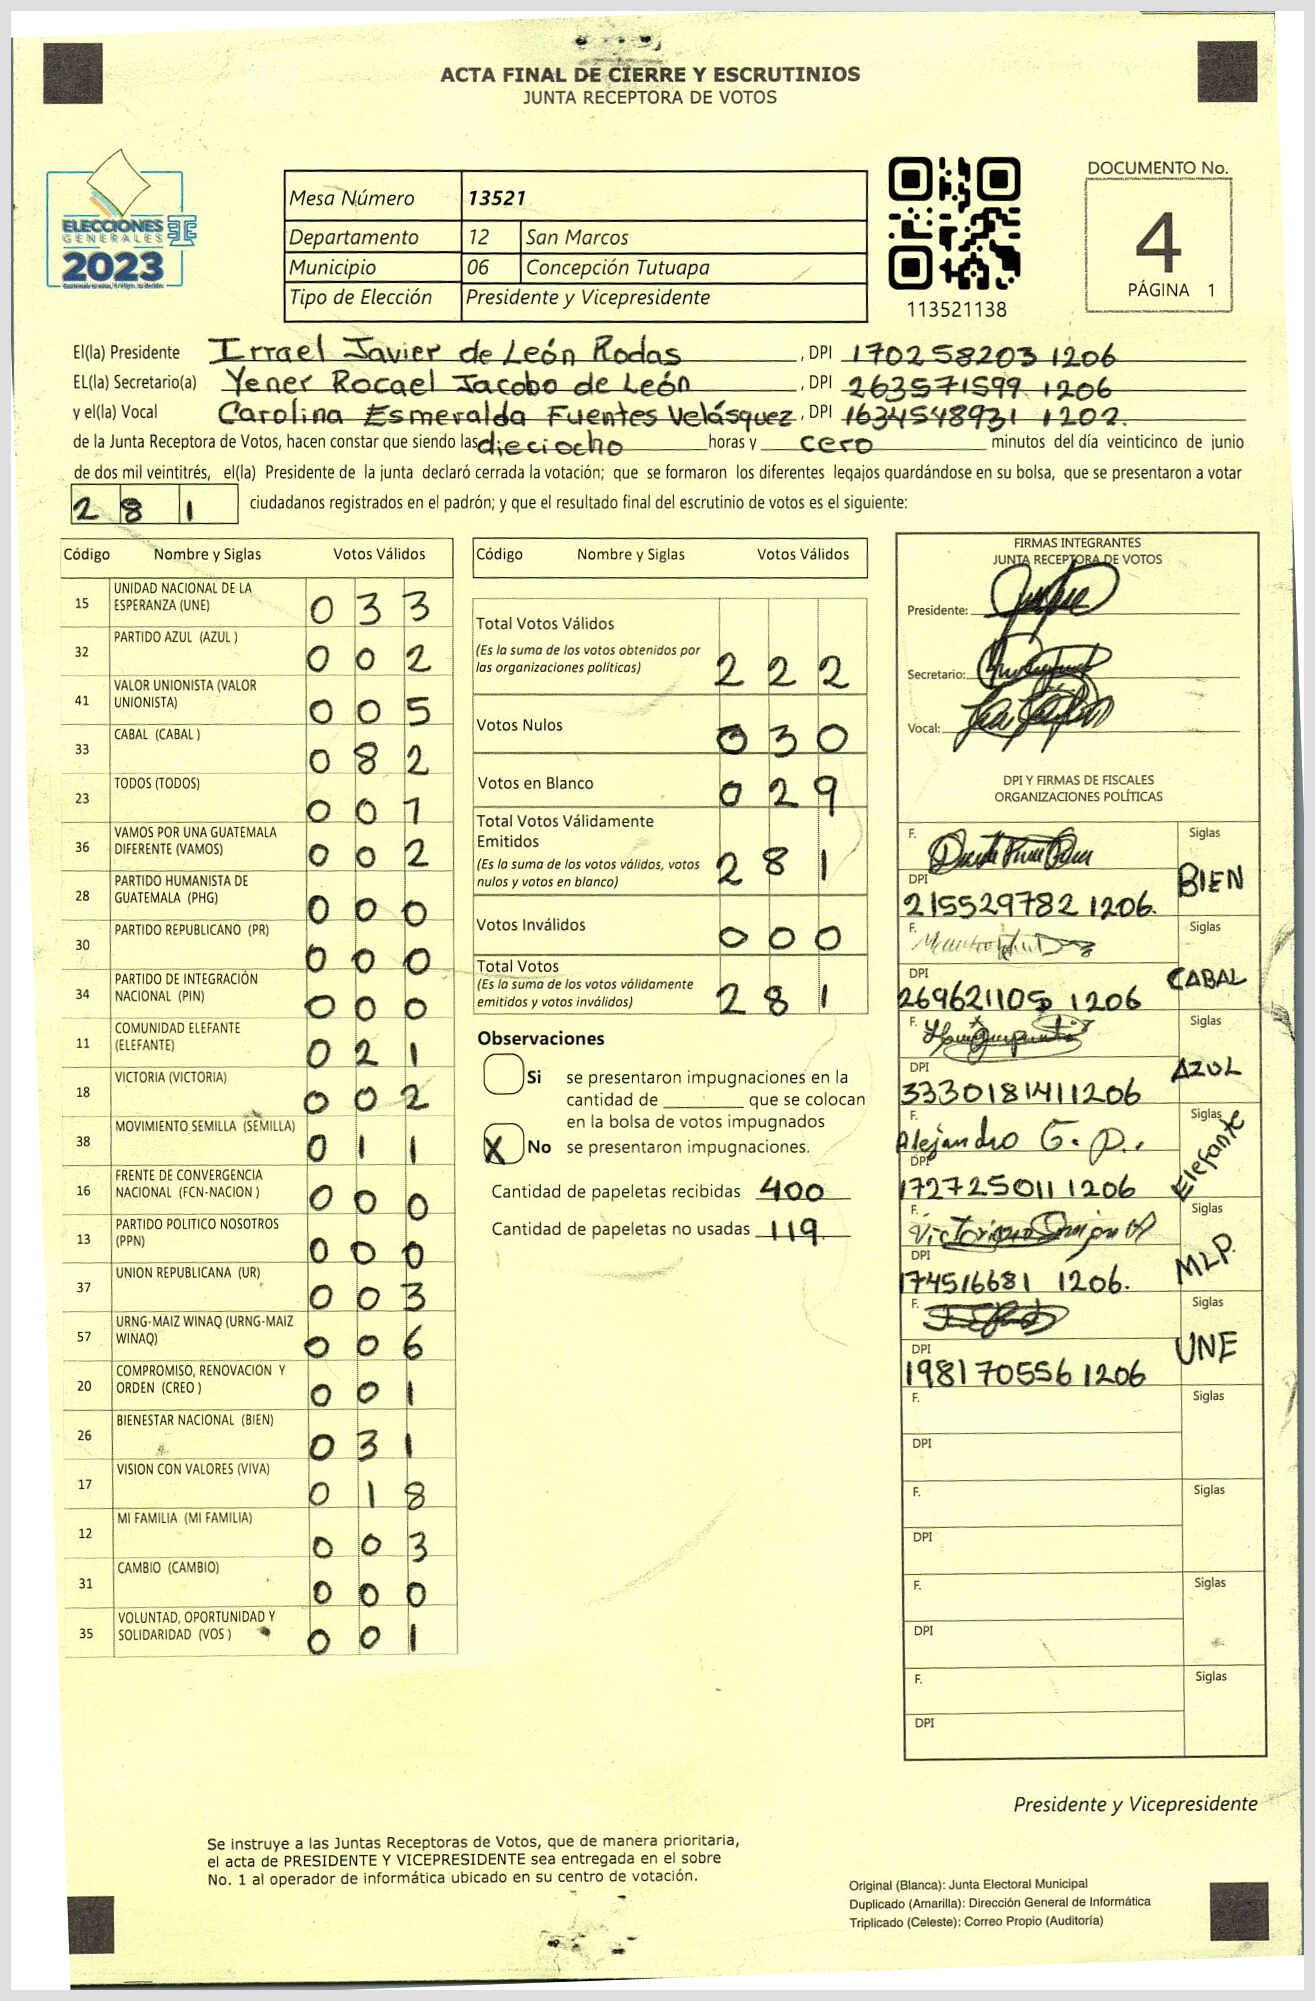 ACTA FINAL DE CIERRE Y ESCRUTINIOS
JUNTA RECEPTORA DE VOTOS
ELECCIONES
GENERALES
2023
Mesa Número 13521
Departamento 12 San Marcos
Municipio 06 Concepción Tutuapa
Tipo de Elección Presidente y Vicepresidente
113521138
DOCUMENTO No.
4
PÁGINA 1
El(la) Presidente Irrael Javier de León Rodas , DPI 170258203 1206
EL(la) Secretario(a) Yener Rocael Jacobo de León , DPI 263571599 1206
y el(la) Vocal Carolina Esmeralda Fuentes Velásquez , DPI 1634548931 1202.
de la Junta Receptora de Votos, hacen constar que siendo las dieciocho horas y cero minutos del día veinticinco de junio
de dos mil veintitrés, el(la) Presidente de la junta declaró cerrada la votación; que se formaron los diferentes legajos guardándose en su bolsa, que se presentaron a votar
281 ciudadanos registrados en el padrón; y que el resultado final del escrutinio de votos es el siguiente:
Código Nombre y Siglas Votos Válidos
15 UNIDAD NACIONAL DE LA ESPERANZA (UNE) 0 3 3
32 PARTIDO AZUL (AZUL ) 0 0 2
41 VALOR UNIONISTA (VALOR UNIONISTA) 0 0 5
33 CABAL (CABAL ) 0 8 2
23 TODOS (TODOS) 0 0 1
36 VAMOS POR UNA GUATEMALA DIFERENTE (VAMOS) 0 0 2
28 PARTIDO HUMANISTA DE GUATEMALA (PHG) 0 0 0
30 PARTIDO REPUBLICANO (PR) 0 0 0
34 PARTIDO DE INTEGRACIÓN NACIONAL (PIN) 0 0 0
11 COMUNIDAD ELEFANTE (ELEFANTE) 0 2 1
18 VICTORIA (VICTORIA) 0 0 2
38 MOVIMIENTO SEMILLA (SEMILLA) 0 1 1
16 FRENTE DE CONVERGENCIA NACIONAL (FCN-NACION ) 0 0 0
13 PARTIDO POLITICO NOSOTROS (PPN) 0 0 0
37 UNION REPUBLICANA (UR) 0 0 3
57 URNG-MAIZ WINAQ (URNG-MAIZ WINAQ) 0 0 6
20 COMPROMISO, RENOVACION Y ORDEN (CREO ) 0 0 1
26 BIENESTAR NACIONAL (BIEN) 0 3 1
17 VISION CON VALORES (VIVA) 0 1 8
12 MI FAMILIA (MI FAMILIA) 0 0 3
31 CAMBIO (CAMBIO) 0 0 0
35 VOLUNTAD, OPORTUNIDAD Y SOLIDARIDAD (VOS ) 0 0 1
Código Nombre y Siglas Votos Válidos
Total Votos Válidos
(Es la suma de los votos obtenidos por
las organizaciones políticas) 2 2 2
Votos Nulos 0 3 0
Votos en Blanco 0 2 9
Total Votos Válidamente
Emitidos
(Es la suma de los votos válidos, votos
nulos y votos en blanco) 2 8 1
Votos Inválidos 0 0 0
Total Votos
(Es la suma de los votos válidamente
emitidos y votos inválidos) 2 8 1
Observaciones
Si se presentaron impugnaciones en la
cantidad de ________ que se colocan
en la bolsa de votos impugnados
X No se presentaron impugnaciones.
Cantidad de papeletas recibidas 400
Cantidad de papeletas no usadas 119.
FIRMAS INTEGRANTES
JUNTA RECEPTORA DE VOTOS
Presidente:
Secretario:
Vocal:
DPI Y FIRMAS DE FISCALES
ORGANIZACIONES POLÍTICAS
F. Siglas
DPI BIEN
215529782 1206.
F. Siglas
DPI CABAL
269621105 1206
F. Siglas
DPI AZUL
3330181411206
F. Alejandro G. P. Siglas
DPI Elefante
172725011 1206
F. Siglas
DPI MLP.
174516681 1206.
F. Siglas
DPI UNE
198170556 1206
F. Siglas
DPI
F. Siglas
DPI
F. Siglas
DPI
F. Siglas
DPI
Presidente y Vicepresidente
Se instruye a las Juntas Receptoras de Votos, que de manera prioritaria,
el acta de PRESIDENTE Y VICEPRESIDENTE sea entregada en el sobre
No. 1 al operador de informática ubicado en su centro de votación.
Original (Blanca): Junta Electoral Municipal
Duplicado (Amarilla): Dirección General de Informática
Triplicado (Celeste): Correo Propio (Auditoría)